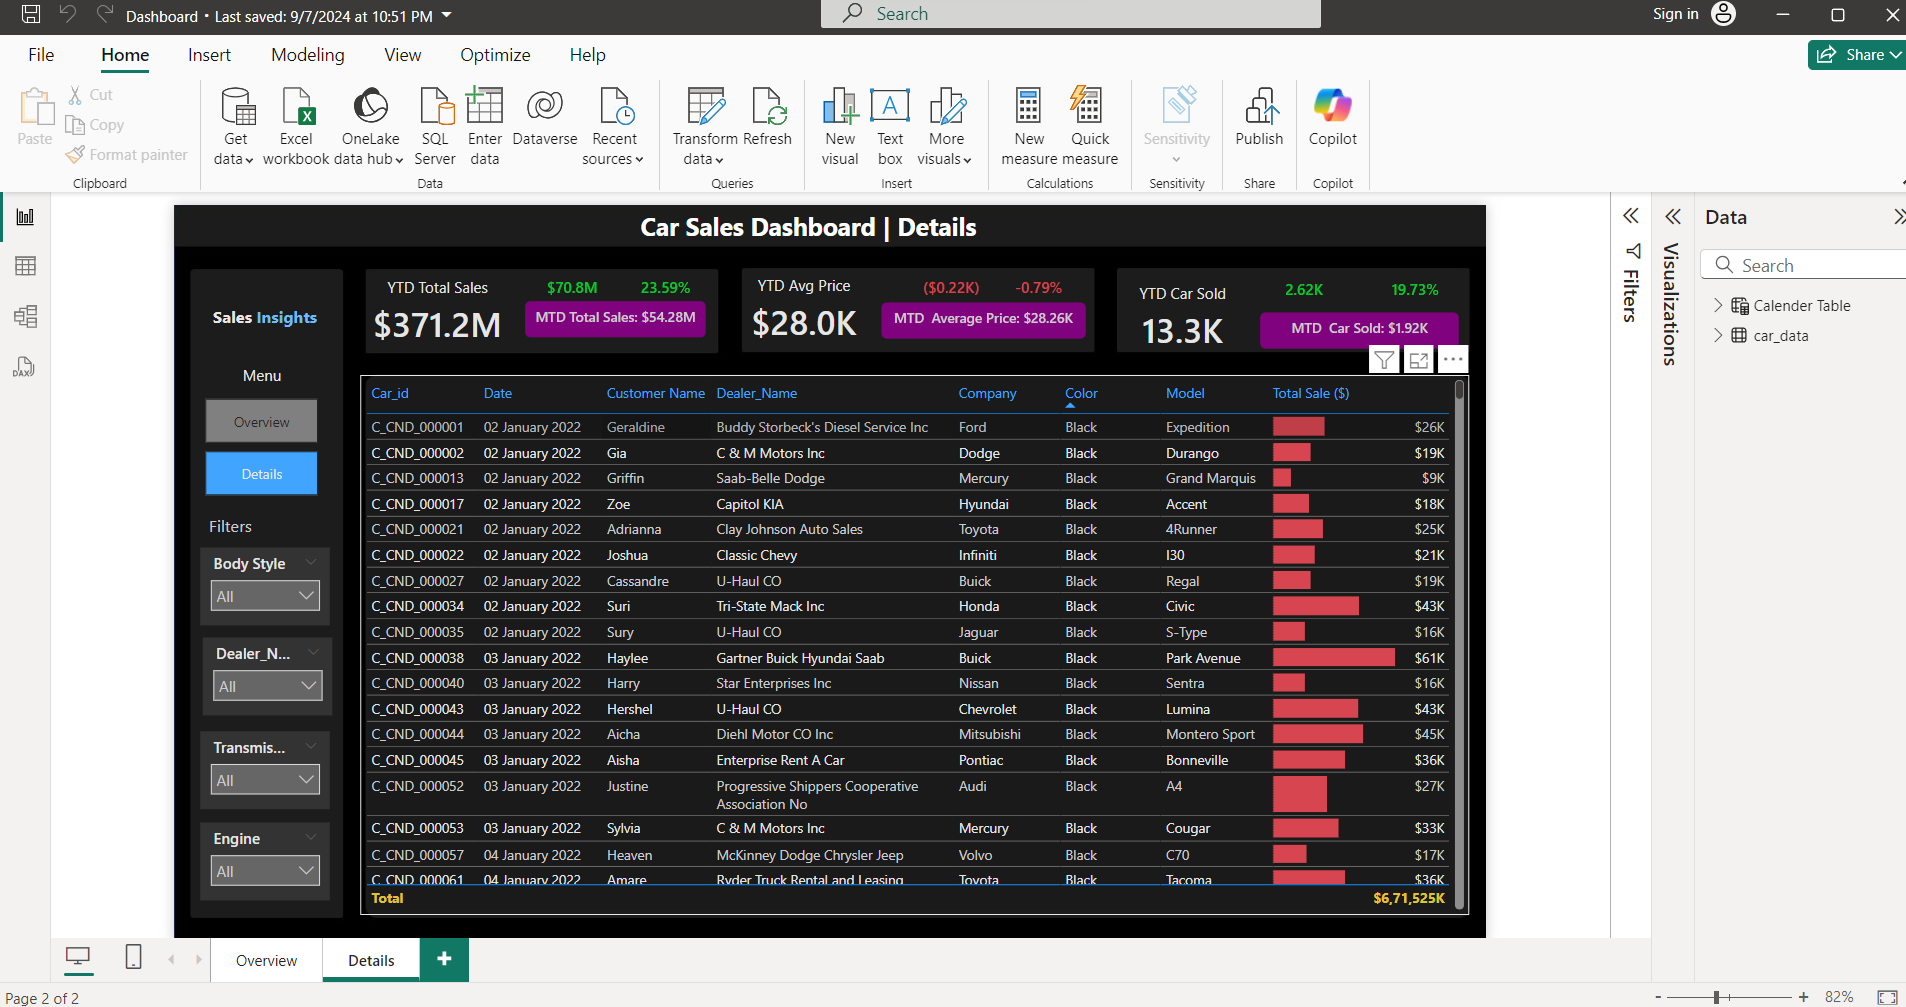 Dashboard • Last saved: 9/7/2024 at 10:51 PM
Search
Sign in
File
Home
Insert
Modeling
View
Optimize
Help
Share
Paste
Cut
Copy
Format painter
Clipboard
Get data
Excel workbook
OneLake data hub
SQL Server
Enter data
Dataverse
Recent sources
Data
Transform data
Refresh
Queries
New visual
Text box
More visuals
Insert
New measure
Quick measure
Calculations
Sensitivity
Sensitivity
Publish
Share
Copilot
Copilot
Car Sales Dashboard | Details
Sales Insights
Menu
Overview
Details
Filters
Body Style
All
Dealer_N...
All
Transmis...
All
Engine
All
YTD Total Sales
$70.8M 23.59%
$371.2M
MTD Total Sales: $54.28M
YTD Avg Price
($0.22K) -0.79%
$28.0K
MTD Average Price: $28.26K
YTD Car Sold
2.62K 19.73%
13.3K
MTD Car Sold: $1.92K
Car_id Date Customer Name Dealer_Name Company Color Model Total Sale ($)
C_CND_000001 02 January 2022 Geraldine Buddy Storbeck's Diesel Service Inc Ford Black Expedition $26K
C_CND_000002 02 January 2022 Gia C & M Motors Inc Dodge Black Durango $19K
C_CND_000013 02 January 2022 Griffin Saab-Belle Dodge Mercury Black Grand Marquis $9K
C_CND_000017 02 January 2022 Zoe Capitol KIA Hyundai Black Accent $18K
C_CND_000021 02 January 2022 Adrianna Clay Johnson Auto Sales Toyota Black 4Runner $25K
C_CND_000022 02 January 2022 Joshua Classic Chevy Infiniti Black I30 $21K
C_CND_000027 02 January 2022 Cassandre U-Haul CO Buick Black Regal $19K
C_CND_000034 02 January 2022 Suri Tri-State Mack Inc Honda Black Civic $43K
C_CND_000035 02 January 2022 Sury U-Haul CO Jaguar Black S-Type $16K
C_CND_000038 03 January 2022 Haylee Gartner Buick Hyundai Saab Buick Black Park Avenue $61K
C_CND_000040 03 January 2022 Harry Star Enterprises Inc Nissan Black Sentra $16K
C_CND_000043 03 January 2022 Hershel U-Haul CO Chevrolet Black Lumina $43K
C_CND_000044 03 January 2022 Aicha Diehl Motor CO Inc Mitsubishi Black Montero Sport $45K
C_CND_000045 03 January 2022 Aisha Enterprise Rent A Car Pontiac Black Bonneville $36K
C_CND_000052 03 January 2022 Justine Progressive Shippers Cooperative Association No Audi Black A4 $27K
C_CND_000053 03 January 2022 Sylvia C & M Motors Inc Mercury Black Cougar $33K
C_CND_000057 04 January 2022 Heaven McKinney Dodge Chrysler Jeep Volvo Black C70 $17K
C_CND_000061 04 January 2022 Amare Ryder Truck Rental and Leasing Toyota Black Tacoma $36K
Total $6,71,525K
Filters
Visualizations
Data
Search
Calender Table
car_data
DAX
Overview
Details
Page 2 of 2
82%